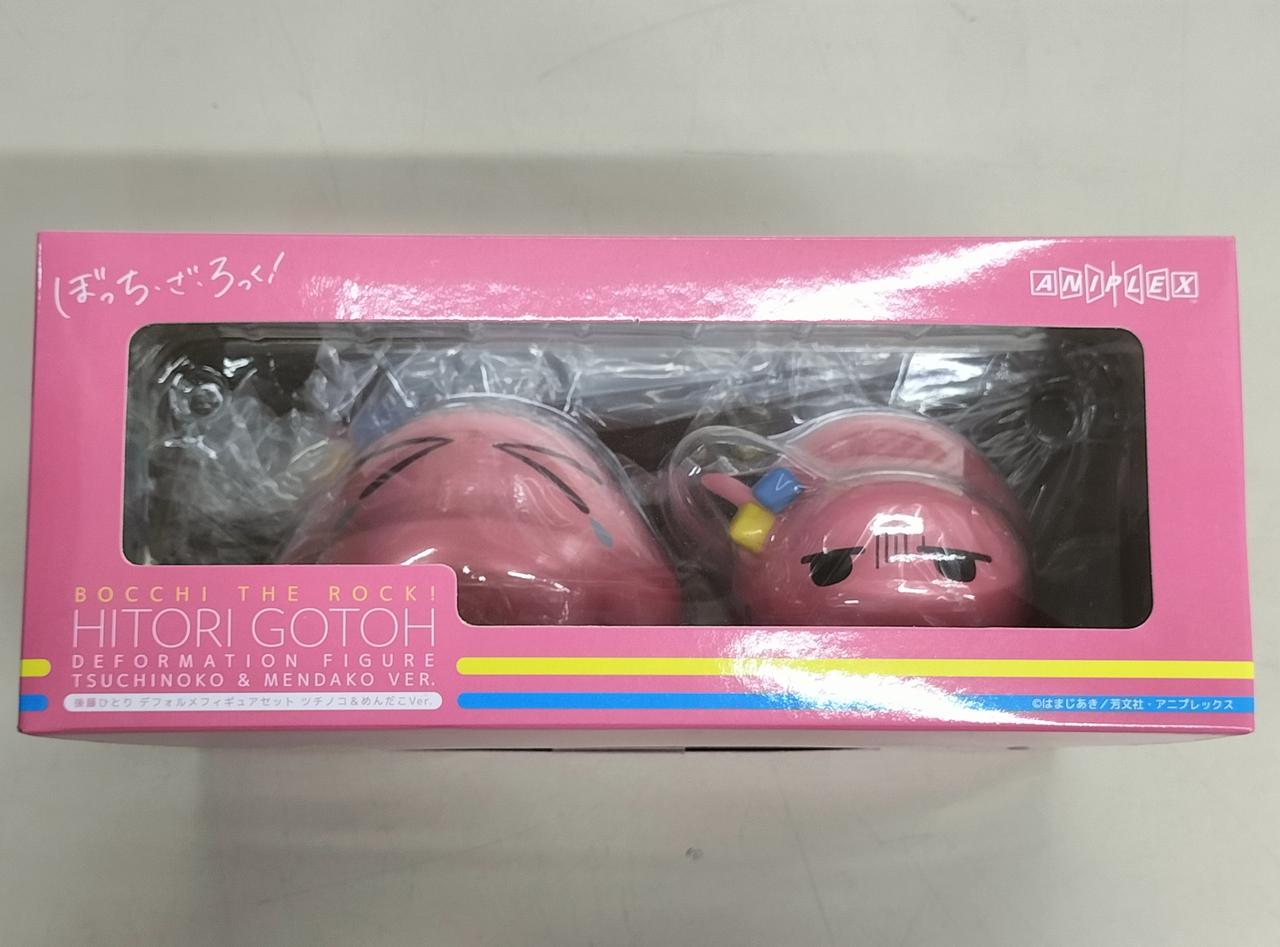 ぼっち・ざ・ろっく!
ANIPLEX
BOCCHI THE ROCK!
HITORI GOTOH
DEFORMATION FIGURE
TSUCHINOKO & MENDAKO VER.
後藤ひとり デフォルメフィギュアセット ツチノコ&めんだこVer.
©はまじあき/芳文社・アニプレックス